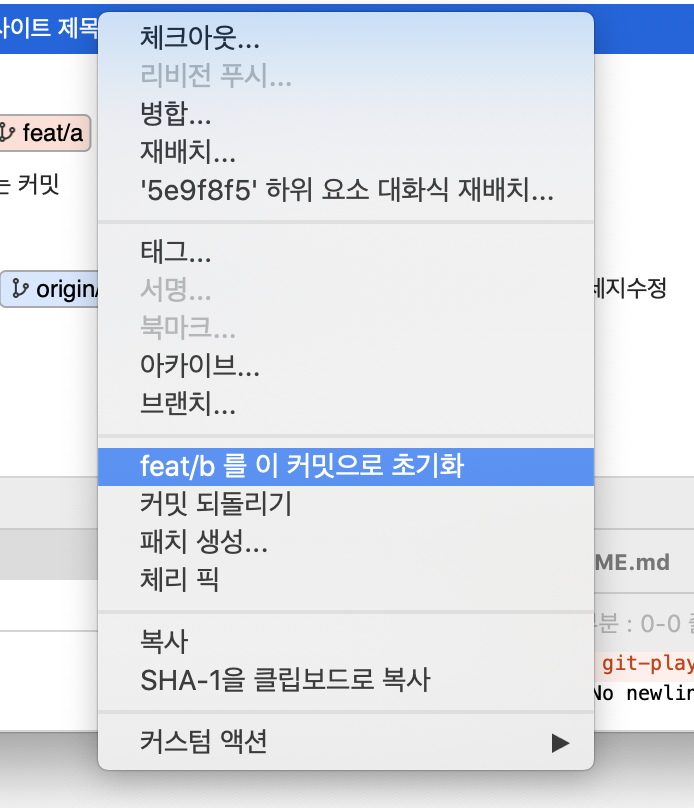 사이트 제목
체크아웃...
리비전 푸시...
feat/a
병합...
재배치...
는 커밋
'5e9f8f5' 하위 요소 대화식 재배치...
태그...
origin/
서명...
세지수정
북마크...
아카이브...
브랜치...
feat/b 를 이 커밋으로 초기화
커밋 되돌리기
패치 생성...
ME.md
체리 픽
부분 : 0-0
복사
git-play
SHA-1을 클립보드로 복사
No newlin
커스텀 액션